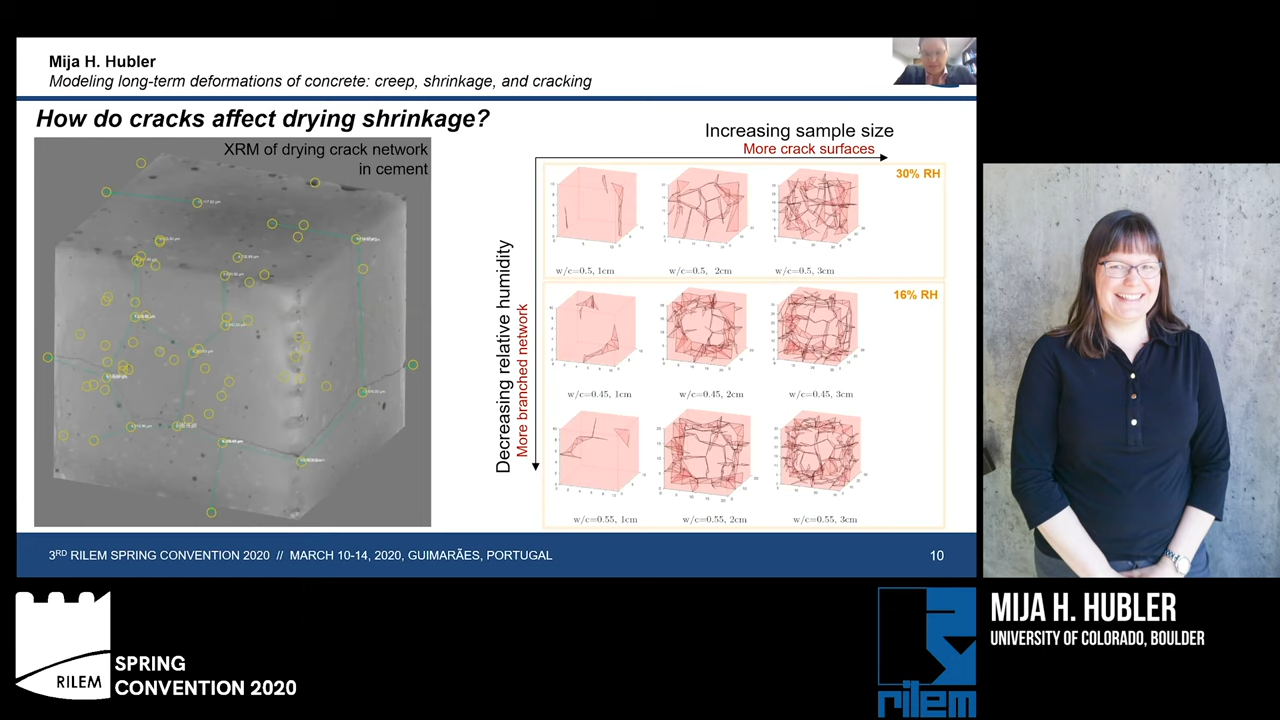 Mija H. Hubler
Modeling long-term deformations of concrete: creep, shrinkage, and cracking
How do cracks affect drying shrinkage?
XRM of drying crack network
in cement
Increasing sample size
More crack surfaces
Decreasing relative humidity
More branched network
30% RH
w/c=0.5, 1cm
w/c=0.5, 2cm
w/c=0.5, 3cm
16% RH
w/c=0.45, 1cm
w/c=0.45, 2cm
w/c=0.45, 3cm
w/c=0.55, 1cm
w/c=0.55, 2cm
w/c=0.55, 3cm
3RD RILEM SPRING CONVENTION 2020 // MARCH 10-14, 2020, GUIMARÃES, PORTUGAL
10
RILEM
SPRING
CONVENTION 2020
rilem
MIJA H. HUBLER
UNIVERSITY OF COLORADO, BOULDER